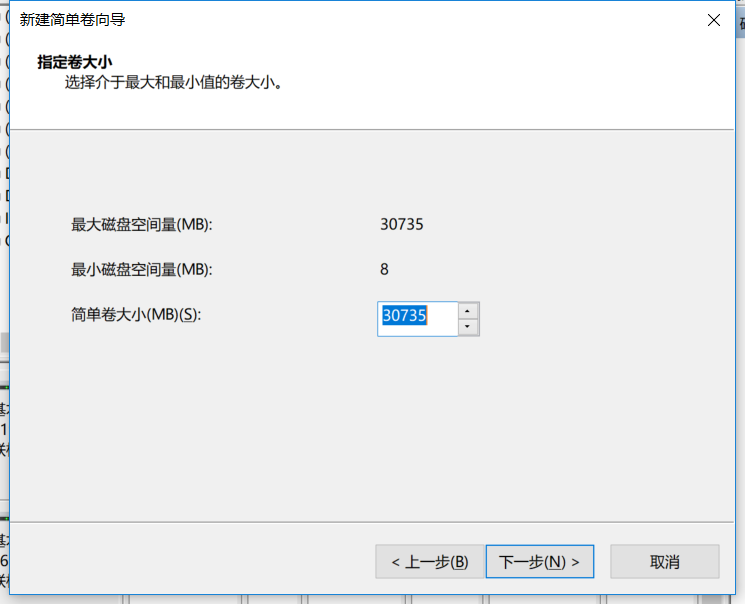 新建简单卷向导
指定卷大小
选择介于最大和最小值的卷大小。
最大磁盘空间量(MB):
30735
最小磁盘空间量(MB):
8
简单卷大小(MB)(S):
30735
< 上一步(B)
下一步(N) >
取消